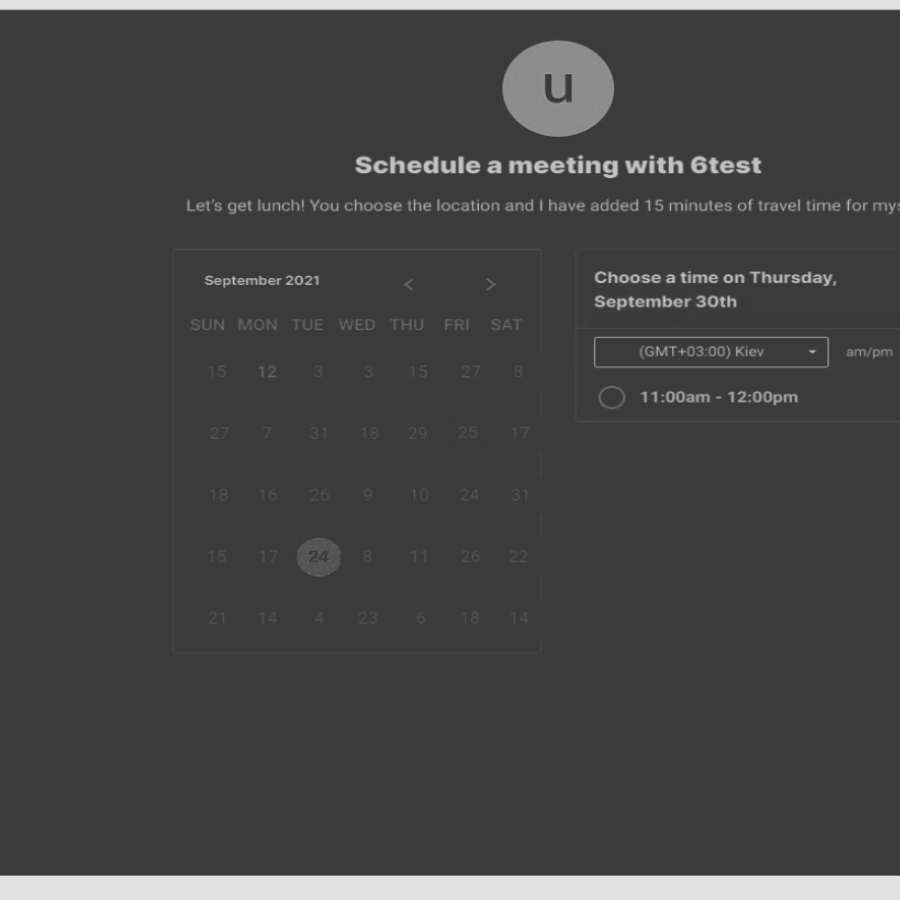 u
Schedule a meeting with 6test
Let's get lunch! You choose the location and I have added 15 minutes of travel time for
September 2021
SUN MON TUE WED THU FRI SAT
15 12 3 3 15 27 8
27 7 31 18 29 25 17
18 16 26 9 10 24 31
15 17 24 8 11 26 22
21 14 4 23 6 18 14
Choose a time on Thursday,
September 30th
(GMT+03:00) Kiev am/pm
11:00am - 12:00pm